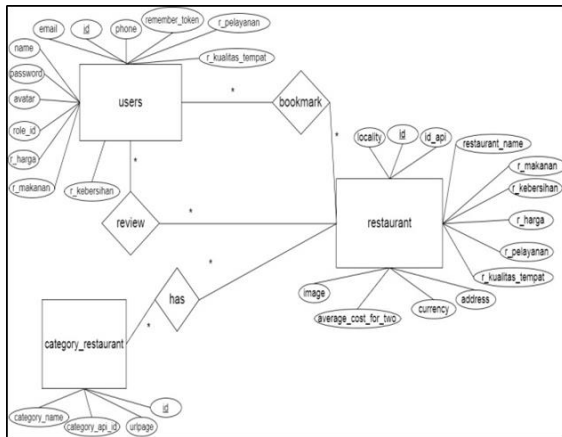 email
id
phone
remember_token
r_pelayanan
name
r_kualitas_tempat
password
users
*
bookmark
avatar
role_id
locality
id
id_api
restaurant_name
*
r_harga
r_makanan
r_makanan
r_kebersihan
*
r_kebersihan
review
*
restaurant
r_harga
r_pelayanan
*
r_kualitas_tempat
has
image
address
average_cost_for_two
currency
*
category_restaurant
id
category_name
category_api_id
urlpage